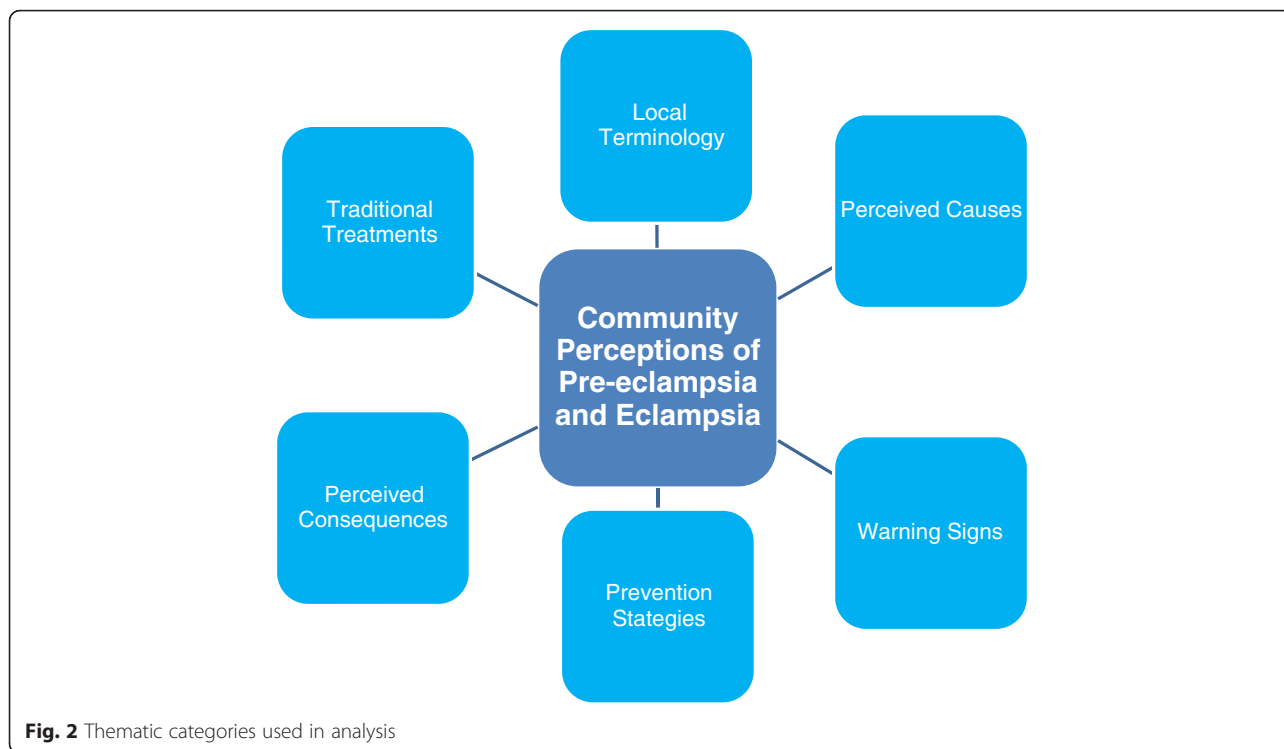 Local
Terminology
Perceived Causes
Warning Signs
Prevention
Stategies
Perceived
Consequences
Traditional
Treatments
Community
Perceptions of
Pre-eclampsia
and Eclampsia
Fig. 2 Thematic categories used in analysis